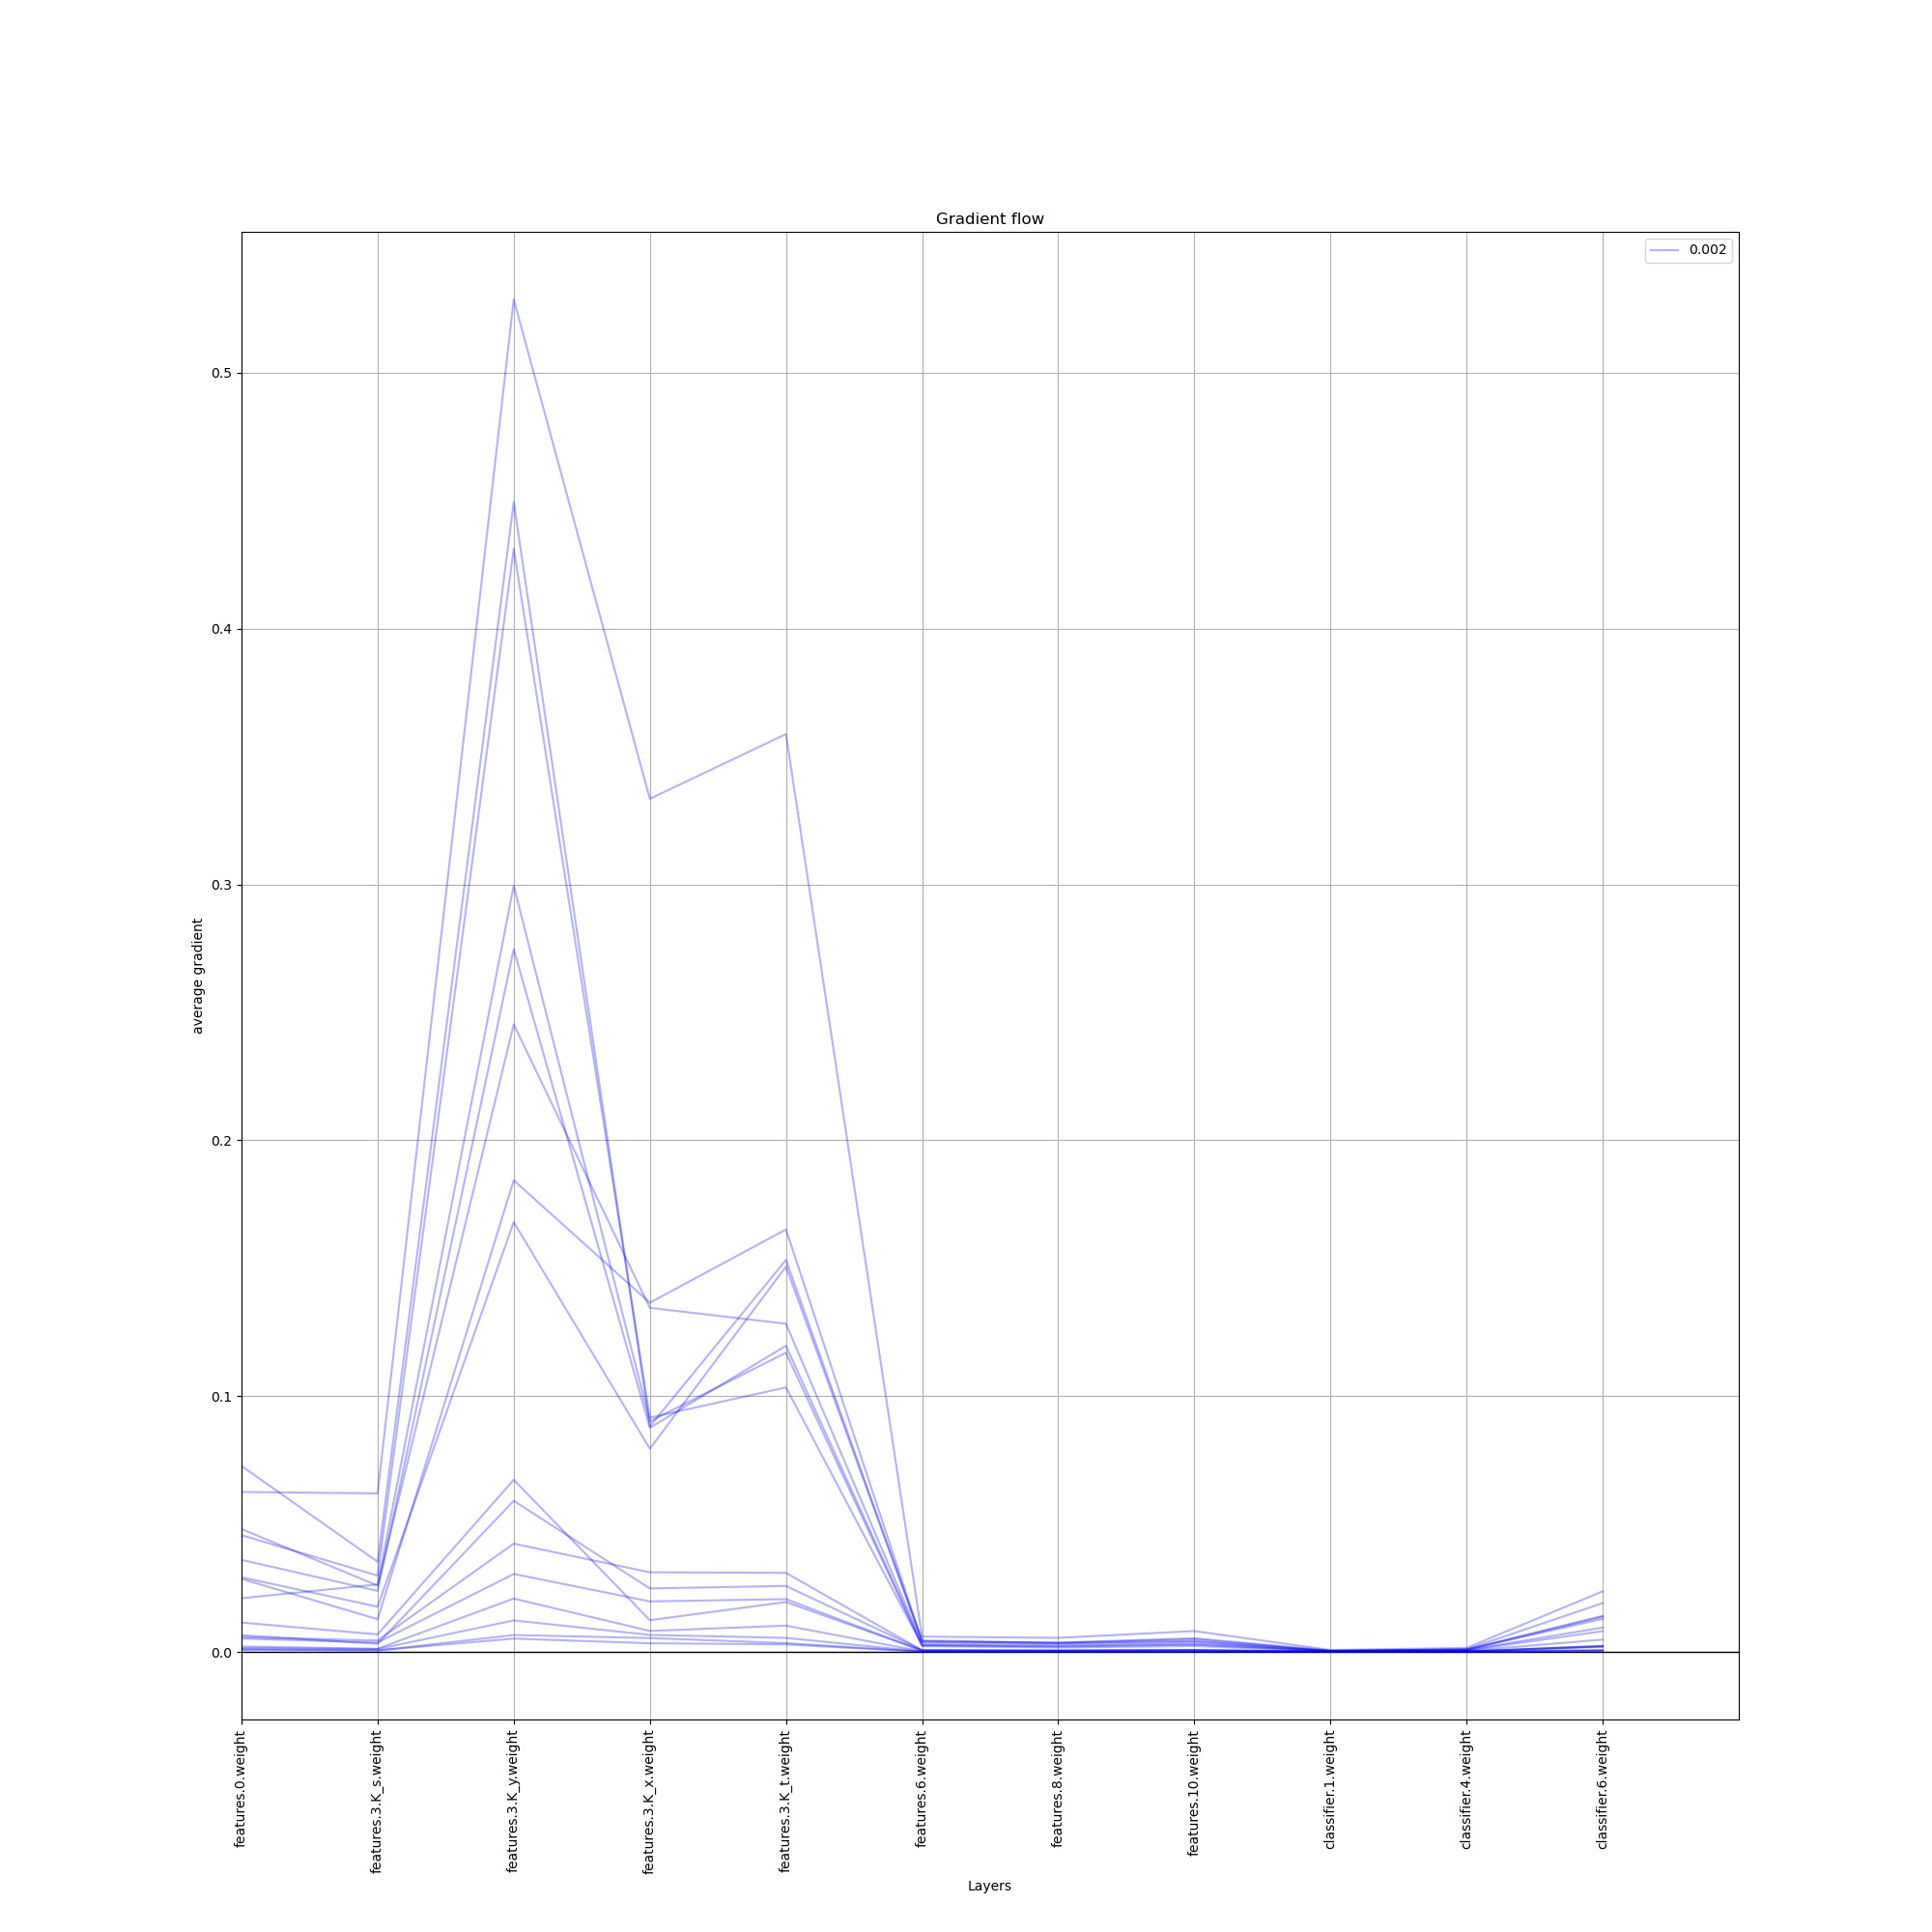 Gradient flow
0.002
0.5
0.4
0.3
0.2
0.1
0.0
average gradient
features.0.weight
features.3.K_s.weight
features.3.K_y.weight
features.3.K_x.weight
features.3.K_t.weight
features.6.weight
features.8.weight
features.10.weight
classifier.1.weight
classifier.4.weight
classifier.6.weight
Layers